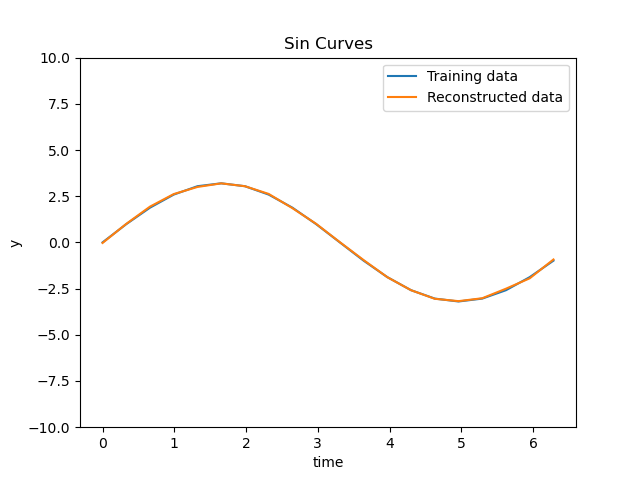 Sin Curves
Training data
Reconstructed data
10.0
7.5
5.0
2.5
0.0
−2.5
−5.0
−7.5
−10.0
y
0 1 2 3 4 5 6
time